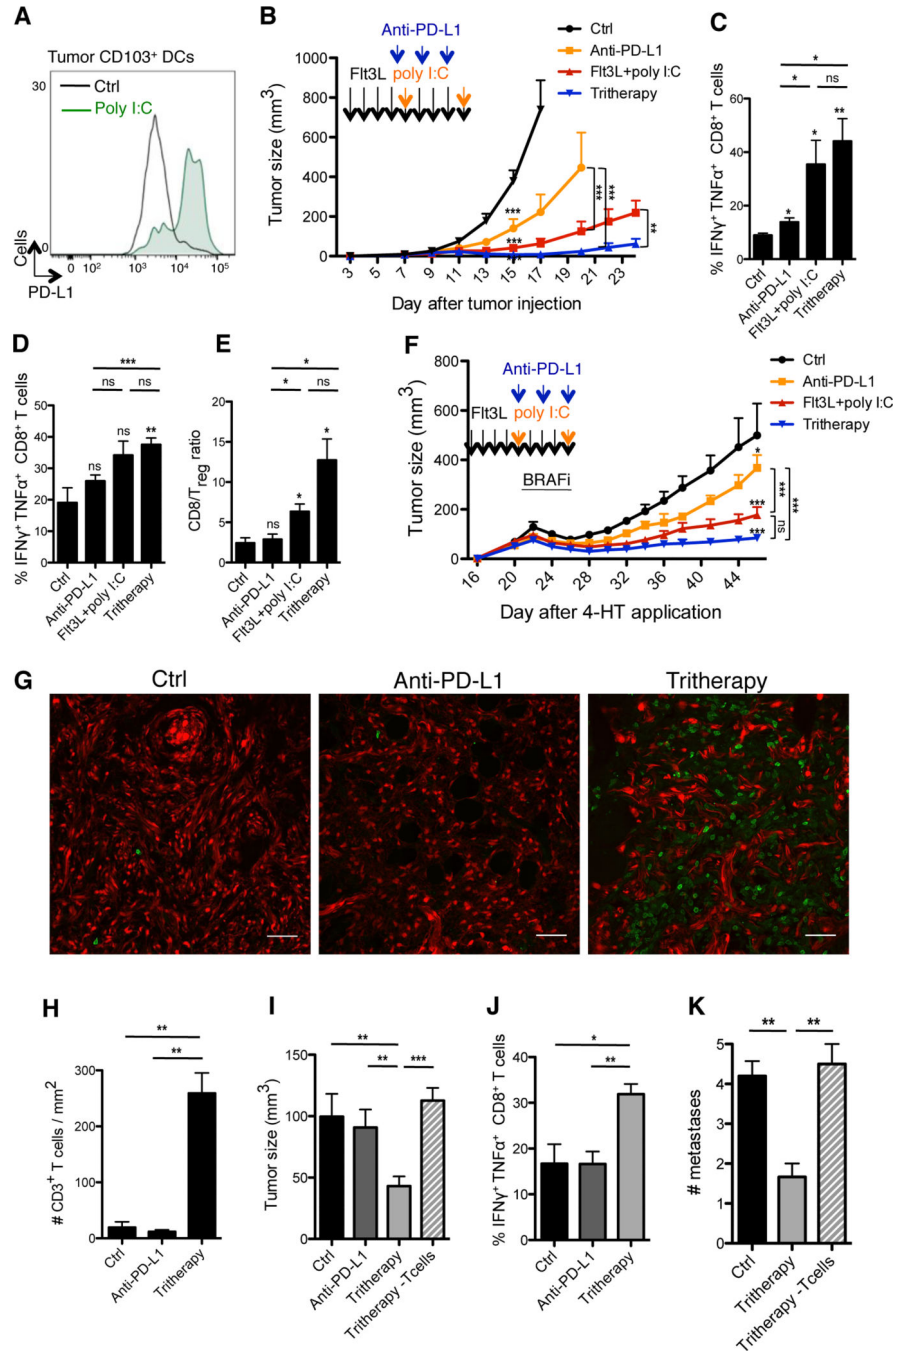 A
Tumor CD103⁺ DCs
30
Ctrl
Poly I:C
0
Cells
0 10² 10³ 10⁴ 10⁵
PD-L1
B
Anti-PD-L1
Flt3L poly I:C
Ctrl
Anti-PD-L1
Flt3L+poly I:C
Tritherapy
1000
800
600
400
200
0
Tumor size (mm³)
***
***
***
***
**
3 5 7 9 11 13 15 17 19 21 23
Day after tumor injection
C
*
* ns
% IFNγ⁺ TNFα⁺ CD8⁺ T cells
60
40
20
0
*
*
**
Ctrl
Anti-PD-L1
Flt3L+poly I:C
Tritherapy
D
***
ns ns
% IFNγ⁺ TNFα⁺ CD8⁺ T cells
50
40
30
20
10
0
ns
ns
**
Ctrl
Anti-PD-L1
Flt3L+poly I:C
Tritherapy
E
*
* ns
CD8/Treg ratio
20
15
10
5
0
ns
*
*
Ctrl
Anti-PD-L1
Flt3L+poly I:C
Tritherapy
F
Anti-PD-L1
Flt3L poly I:C
BRAFi
Ctrl
Anti-PD-L1
Flt3L+poly I:C
Tritherapy
Tumor size (mm³)
800
600
400
200
0
*
***
***
***
ns
***
16 20 24 28 32 36 40 44
Day after 4-HT application
G
Ctrl Anti-PD-L1 Tritherapy
H
**
**
# CD3⁺ T cells / mm²
300
200
100
0
Ctrl
Anti-PD-L1
Tritherapy
I
**
** ***
Tumor size (mm³)
150
100
50
0
Ctrl
Anti-PD-L1
Tritherapy
Tritherapy -Tcells
J
*
**
% IFNγ⁺ TNFα⁺ CD8⁺ T cells
40
30
20
10
0
Ctrl
Anti-PD-L1
Tritherapy
K
** **
# metastases
5
4
3
2
1
0
Ctrl
Tritherapy
Tritherapy -Tcells